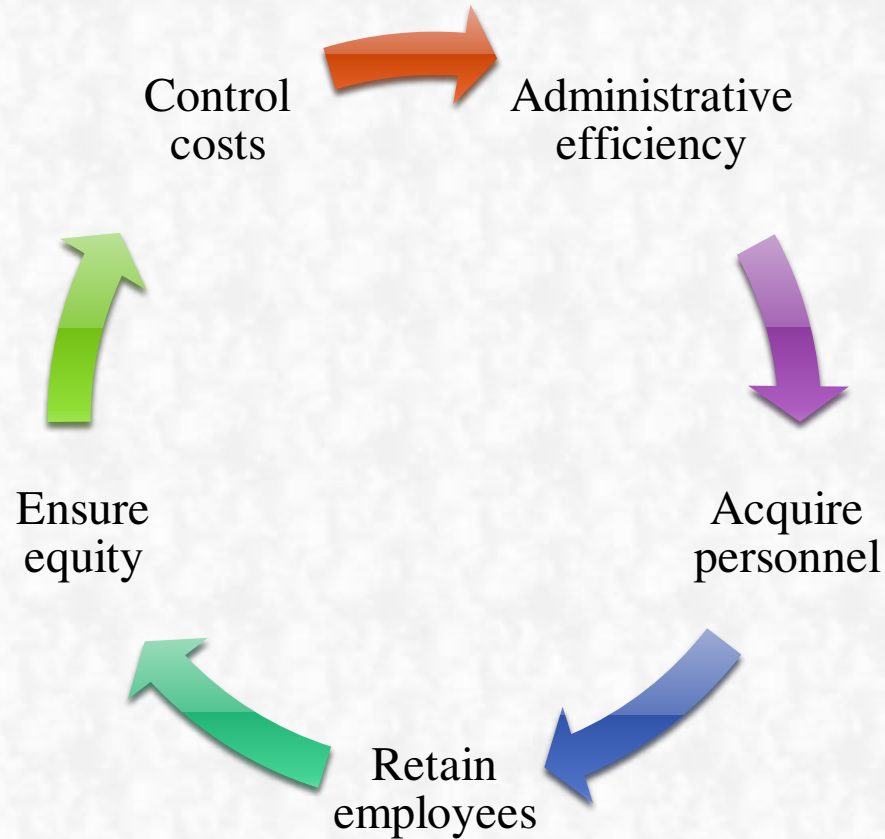 Control
costs
Administrative
efficiency
Acquire
personnel
Retain
employees
Ensure
equity